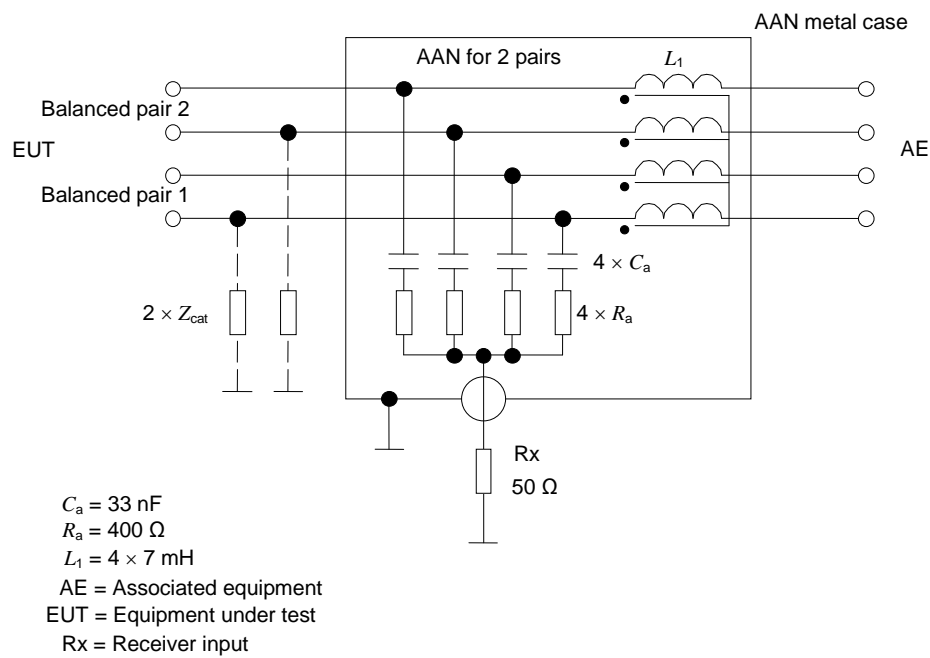 AAN metal case
AAN for 2 pairs
L1
Balanced pair 2
EUT
AE
Balanced pair 1
4 × Ca
2 × Zcat
4 × Ra
Rx
50 Ω
Ca = 33 nF
Ra = 400 Ω
L1 = 4 × 7 mH
AE = Associated equipment
EUT = Equipment under test
Rx = Receiver input